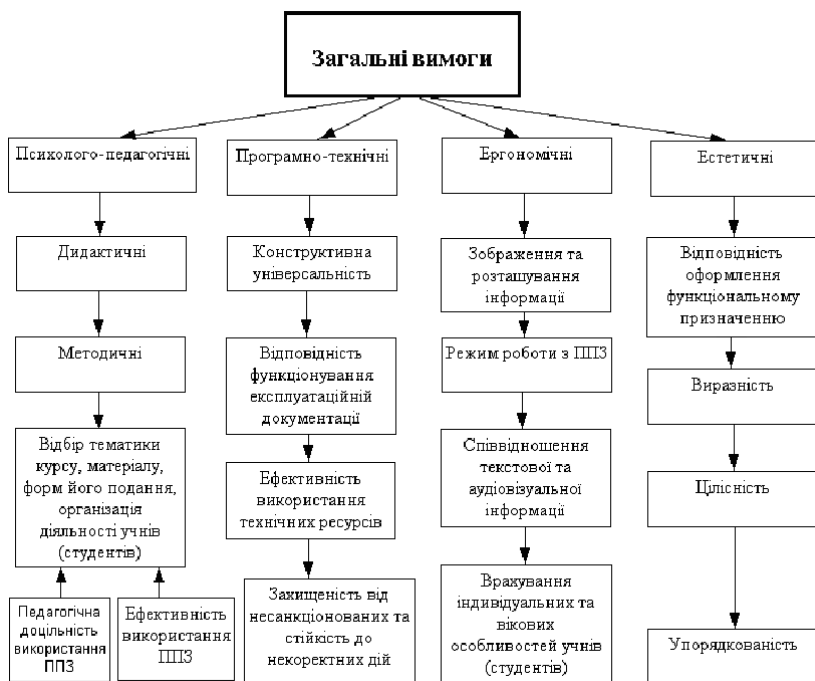 Загальні вимоги
Психолого-педагогічні
Програмно-технічні
Ергономічні
Естетичні
Дидактичні
Конструктивна
універсальність
Зображення та
розташування
інформації
Відповідність
оформлення
функціональному
призначенню
Методичні
Відповідність
функціонування
експлуатаційній
документації
Режим роботи з ППЗ
Виразність
Відбір тематики
курсу, матеріалу,
форм його подання,
організація
діяльності учнів
(студентів)
Ефективність
використання
технічних ресурсів
Співвідношення
текстової та
аудіовізуальної
інформації
Цілісність
Педагогічна
доцільність
використання
ППЗ
Ефективність
використання
ППЗ
Захищеність від
несанкціонованих та
стійкість до
некоректних дій
Врахування
індивідуальних та
вікових
особливостей учнів
(студентів)
Упорядкованість